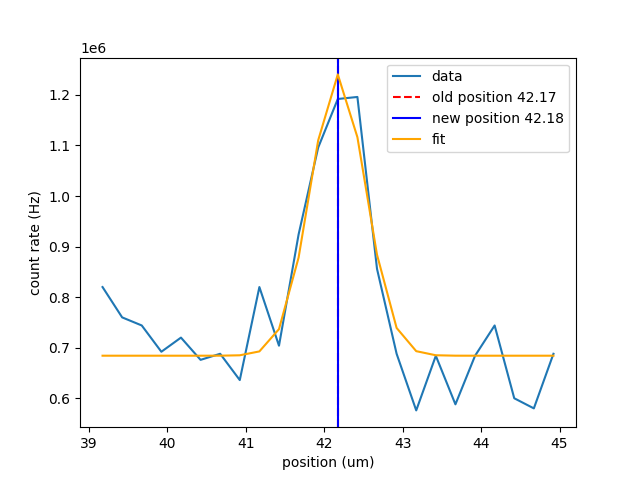 1e6
data
old position 42.17
new position 42.18
fit
1.2
1.1
1.0
0.9
0.8
0.7
0.6
count rate (Hz)
39 40 41 42 43 44 45
position (um)